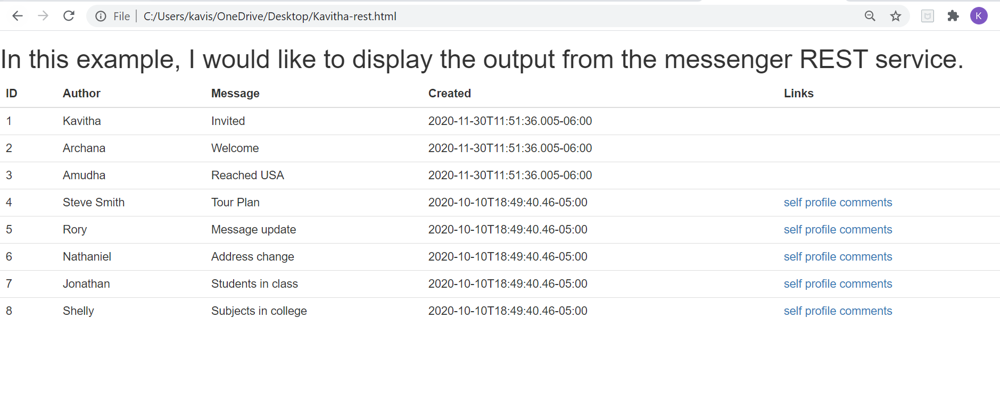 File C:/Users/kavis/OneDrive/Desktop/Kavitha-rest.html K
In this example, I would like to display the output from the messenger REST service.
ID Author Message Created Links
1 Kavitha Invited 2020-11-30T11:51:36.005-06:00
2 Archana Welcome 2020-11-30T11:51:36.005-06:00
3 Amudha Reached USA 2020-11-30T11:51:36.005-06:00
4 Steve Smith Tour Plan 2020-10-10T18:49:40.46-05:00 self profile comments
5 Rory Message update 2020-10-10T18:49:40.46-05:00 self profile comments
6 Nathaniel Address change 2020-10-10T18:49:40.46-05:00 self profile comments
7 Jonathan Students in class 2020-10-10T18:49:40.46-05:00 self profile comments
8 Shelly Subjects in college 2020-10-10T18:49:40.46-05:00 self profile comments